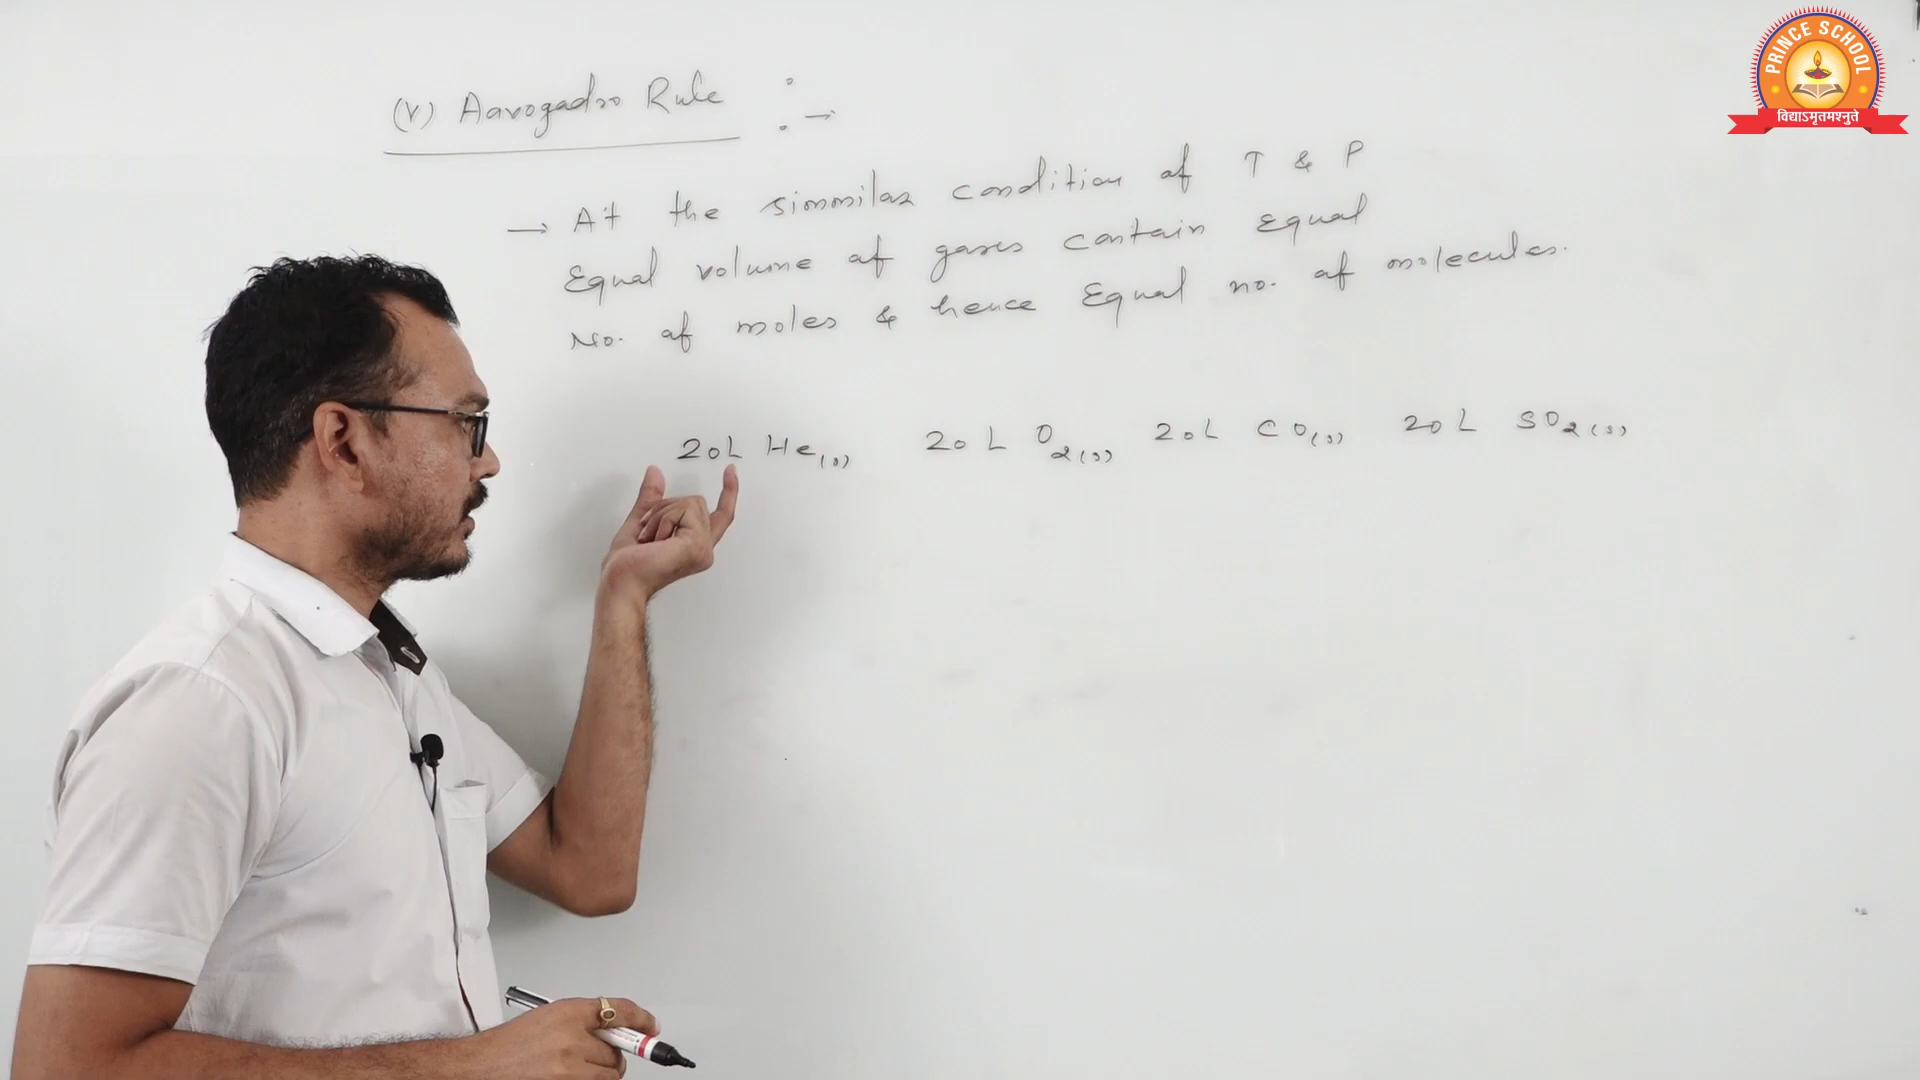 PRINCE SCHOOL
विद्याऽमृतमश्नुते
(V) Aavogadro Rule :→
→ At the simmilar condition of T & P
Equal volume of gases contain Equal
No. of moles & hence Equal no. of molecules.
20L He(g) 20 L O2(g) 20L CO(g) 20 L SO2(g)